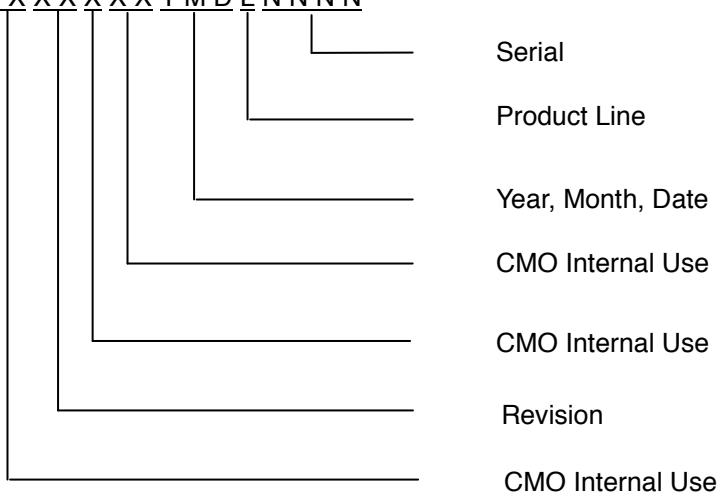 X X X X X X Y M D L N N N N
Serial
Product Line
Year, Month, Date
CMO Internal Use
CMO Internal Use
Revision
CMO Internal Use